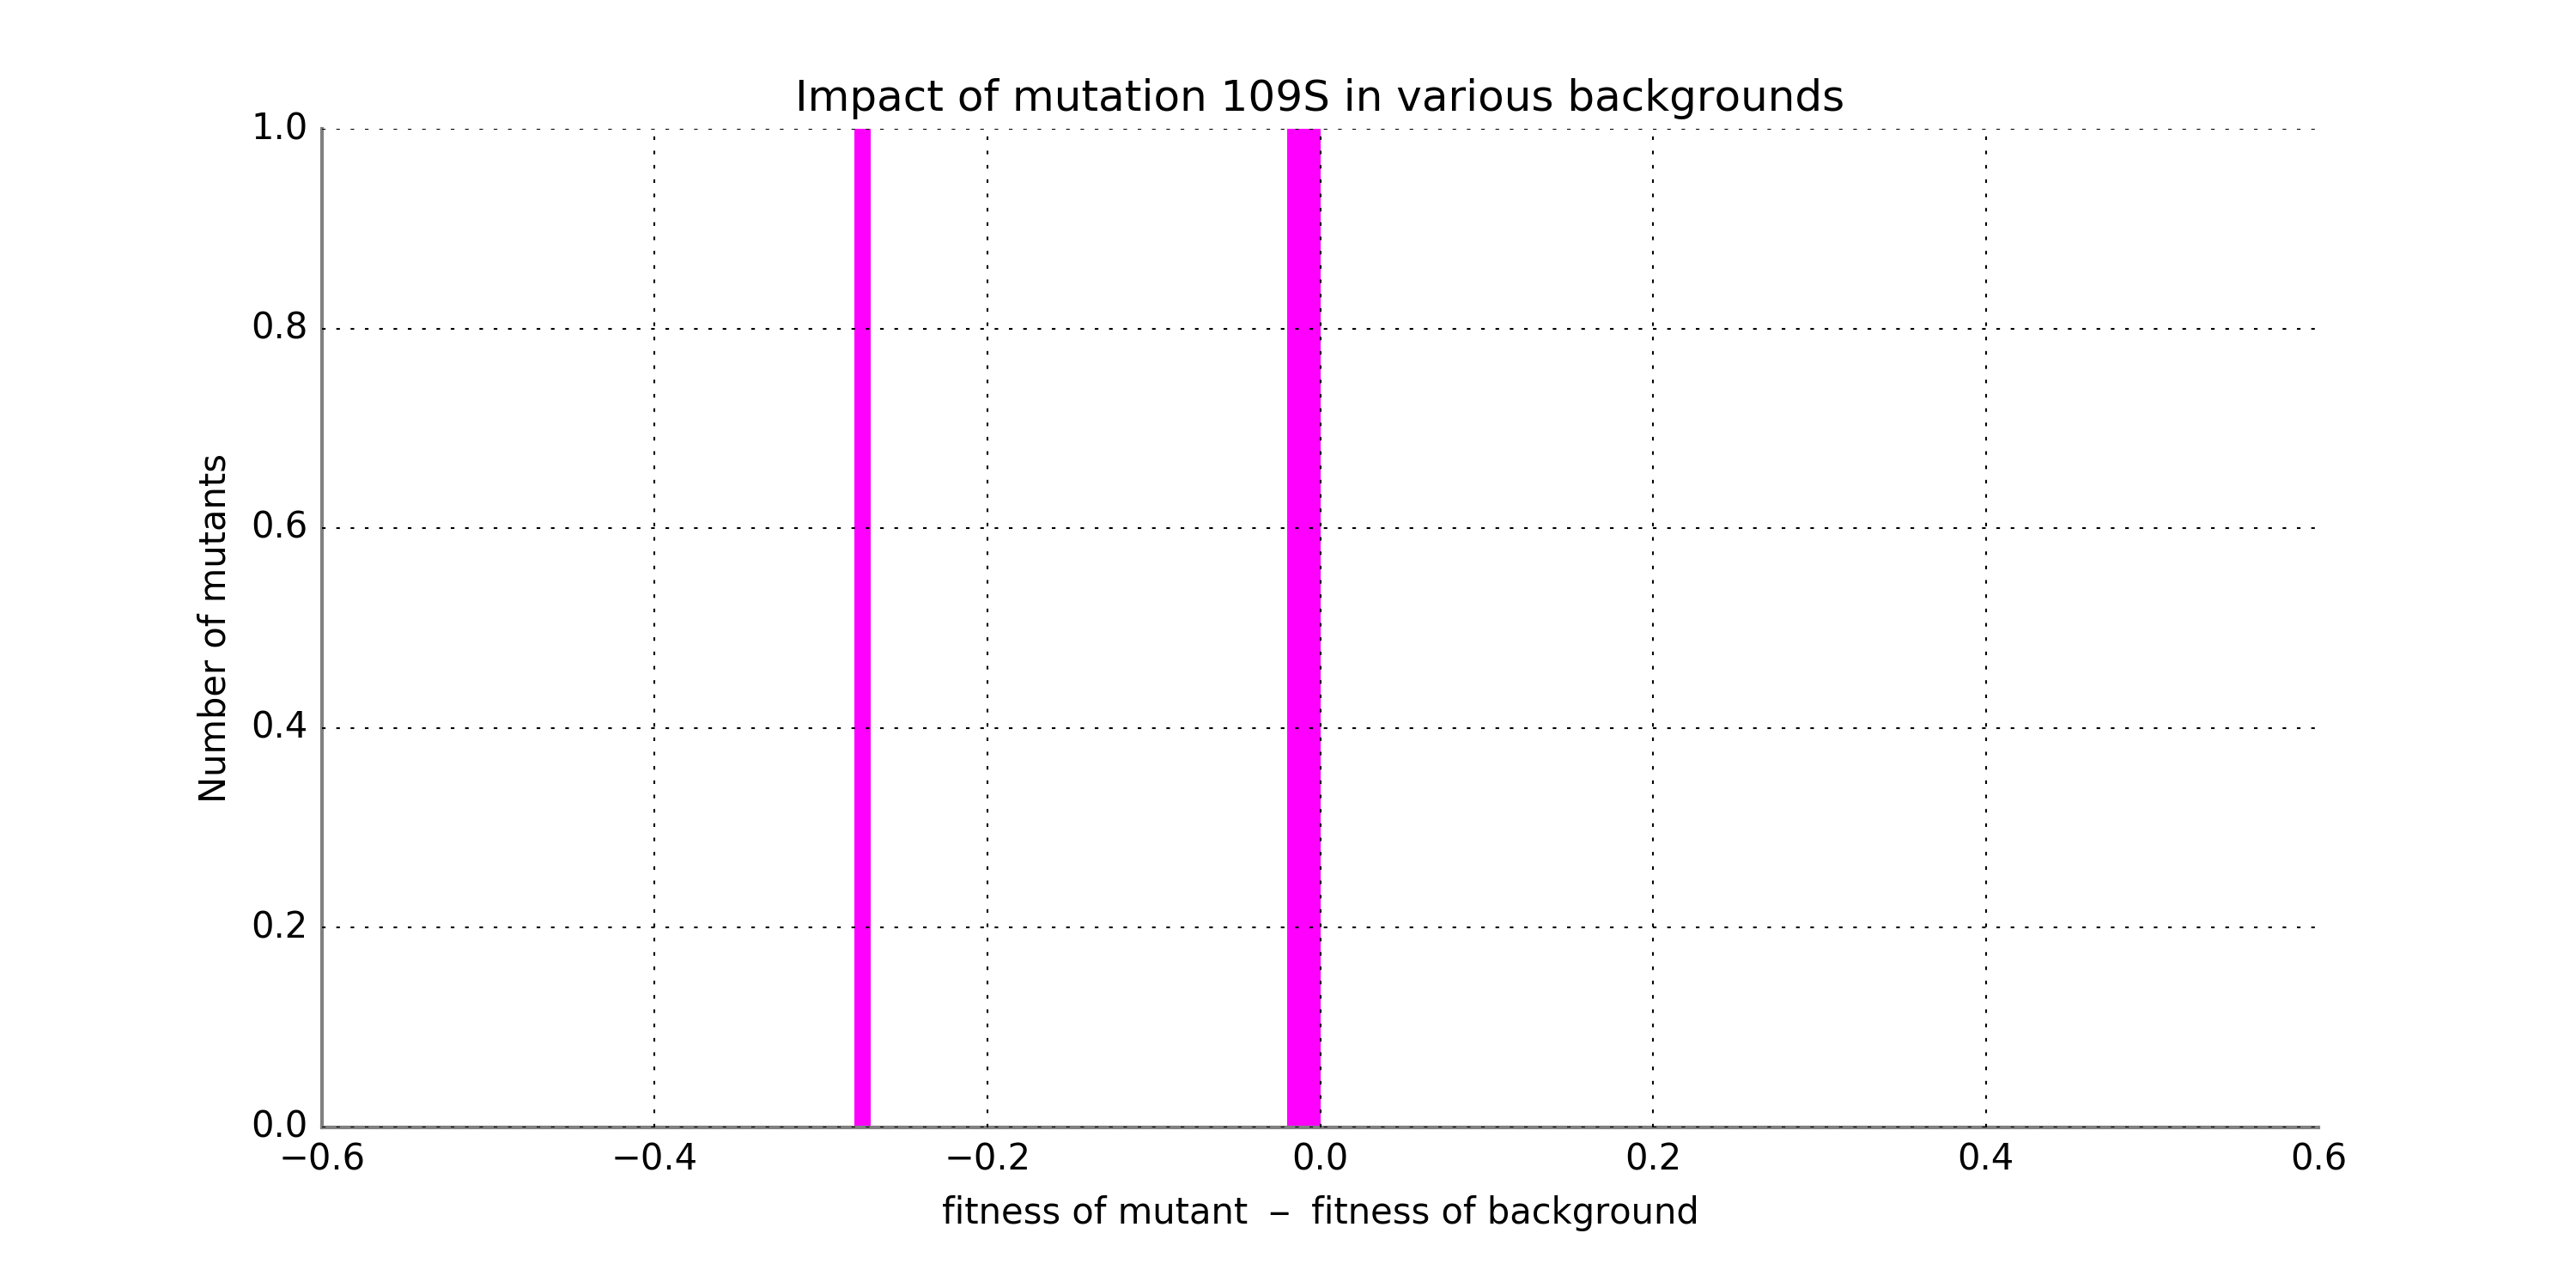 Impact of mutation 109S in various backgrounds
1.0
0.8
0.6
0.4
0.2
0.0
Number of mutants
−0.6 −0.4 −0.2 0.0 0.2 0.4 0.6
fitness of mutant − fitness of background